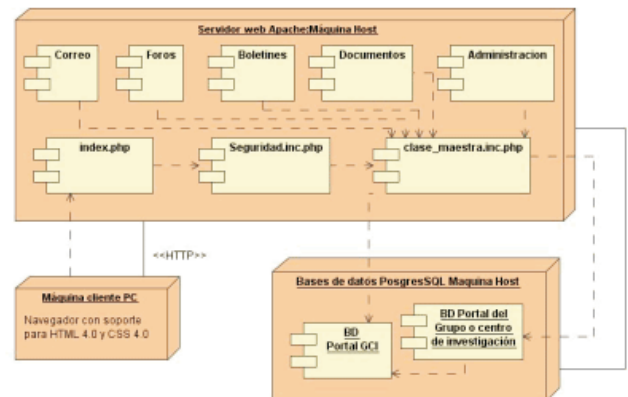 Servidor web Apache:Máquina Host
Correo
Foros
Boletines
Documentos
Administracion
index.php
Seguridad.inc.php
clase_maestra.inc.php
<<HTTP>>
Máquina cliente PC
Navegador con soporte
para HTML 4.0 y CSS 4.0
Bases de datós PosgresSQL Maquina Host
BD
Portal GCI
BD Portal del
Grupo o centro
de investigación